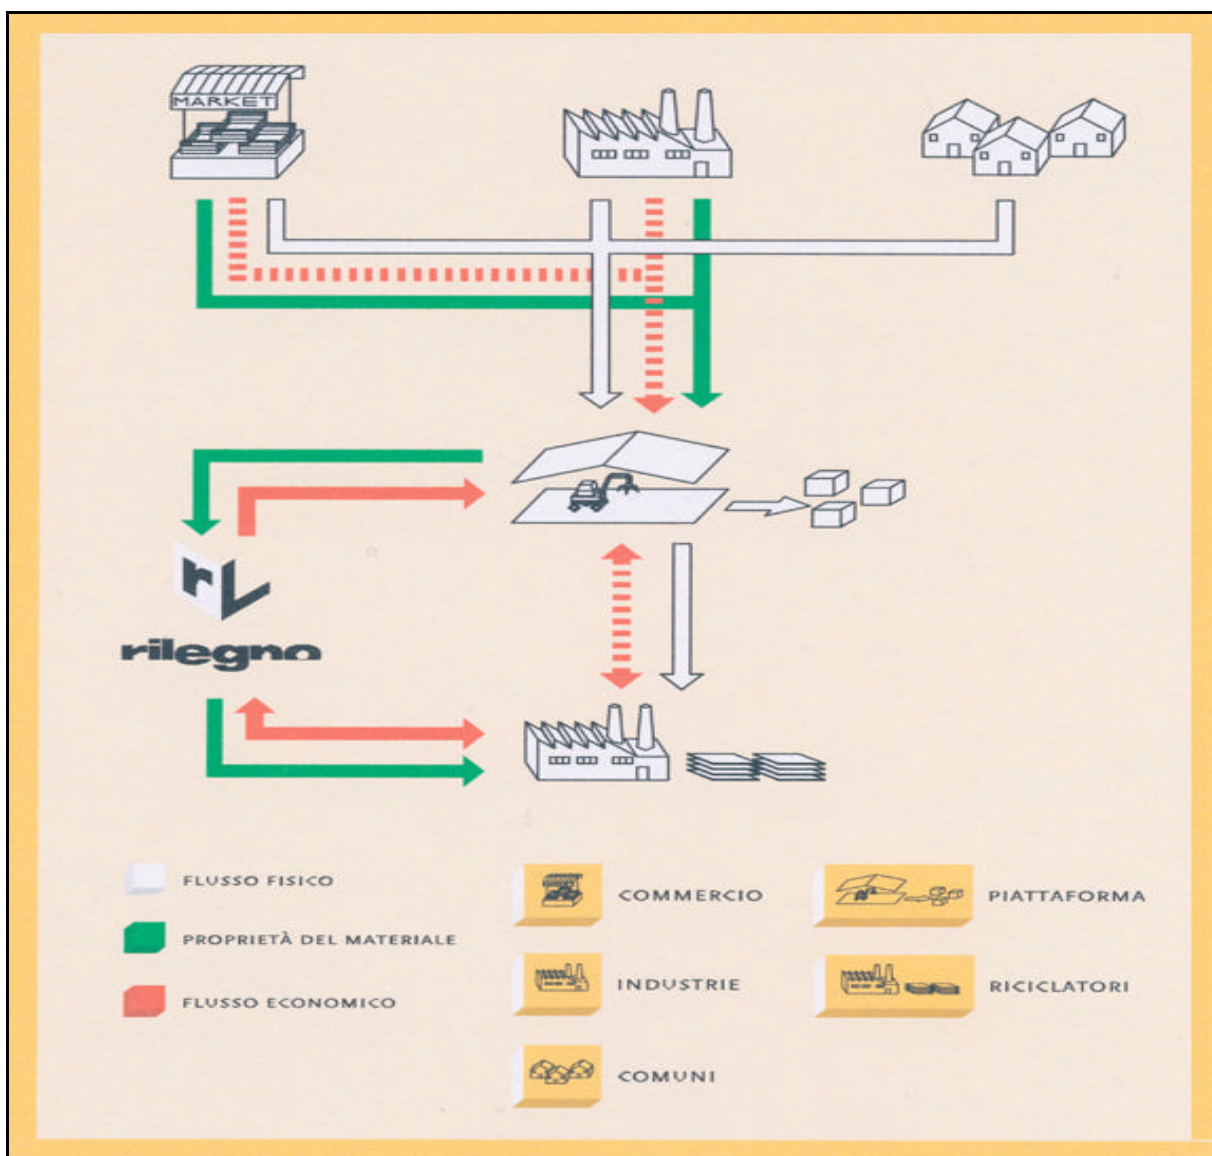 MARKET
rilegno
FLUSSO FISICO
PROPRIETÀ DEL MATERIALE
FLUSSO ECONOMICO
COMMERCIO
INDUSTRIE
COMUNI
PIATTAFORMA
RICICLATORI